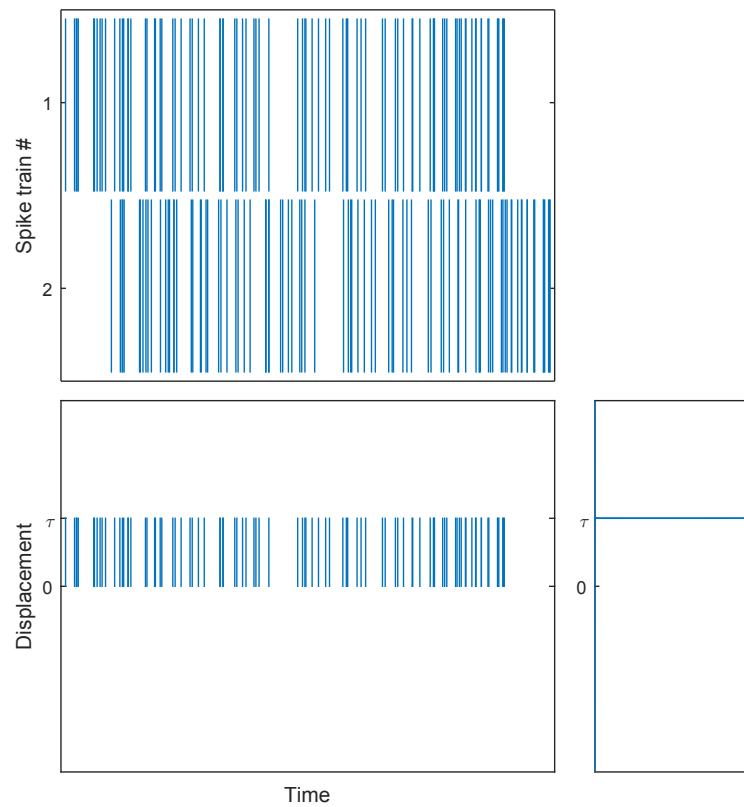 Spike train #
1
2
Displacement
τ
0
τ
0
Time